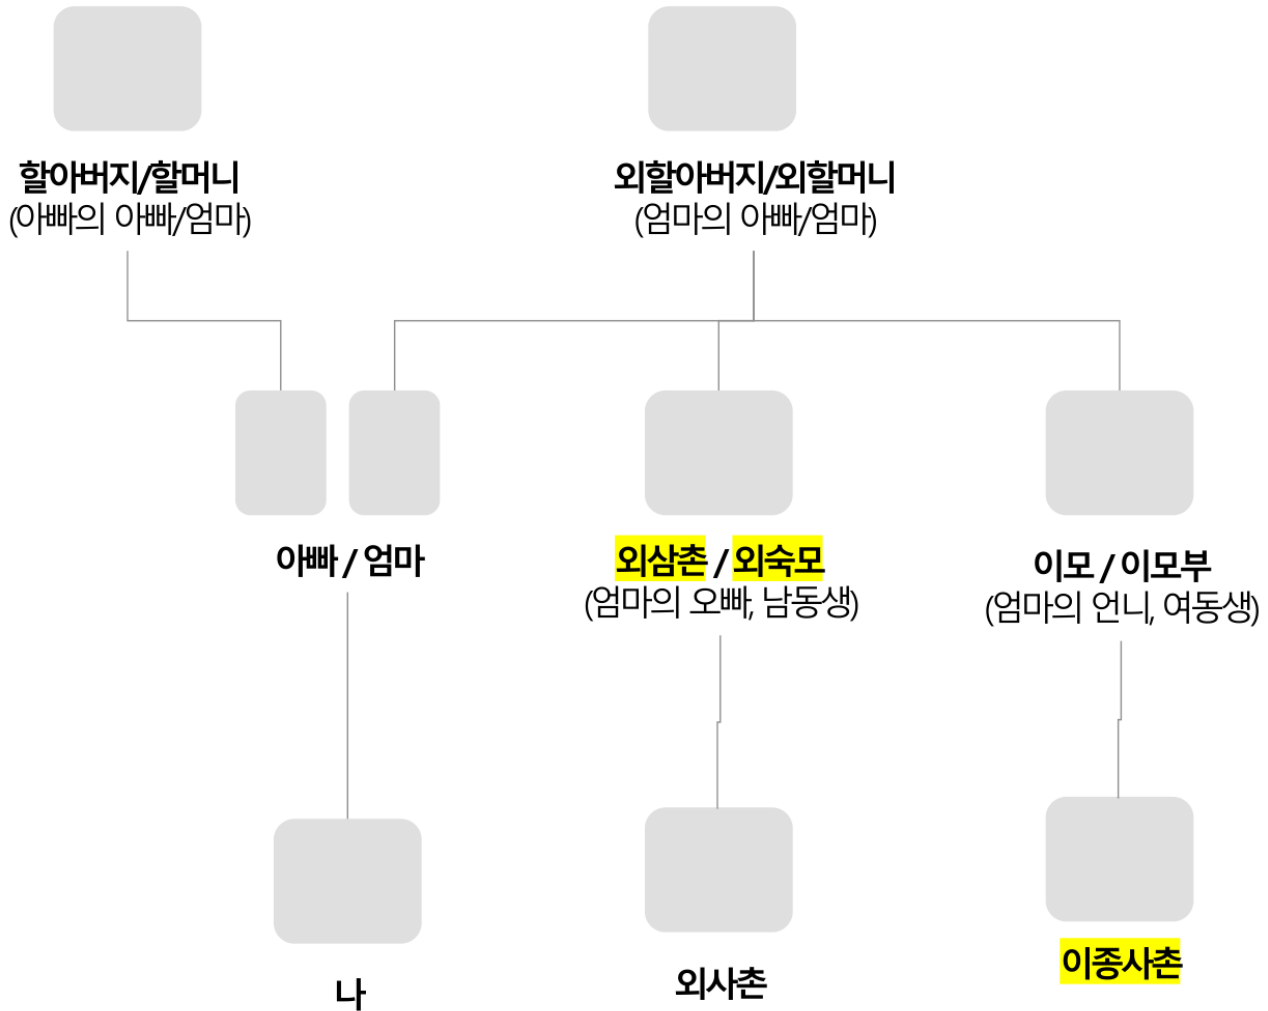 할아버지/할머니
(아빠의 아빠/엄마)
외할아버지/외할머니
(엄마의 아빠/엄마)
아빠 / 엄마
외삼촌 / 외숙모
(엄마의 오빠, 남동생)
이모 / 이모부
(엄마의 언니, 여동생)
나
외사촌
이종사촌